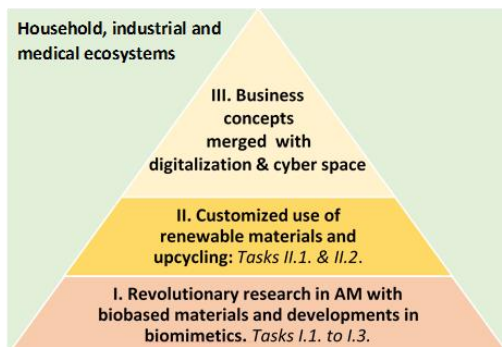 Household, industrial and
medical ecosystems
III. Business
concepts
merged with
digitalization & cyber space
II. Customized use of
renewable materials and
upcycling: Tasks II.1. & II.2.
I. Revolutionary research in AM with
biobased materials and developments in
biomimetics. Tasks I.1. to I.3.